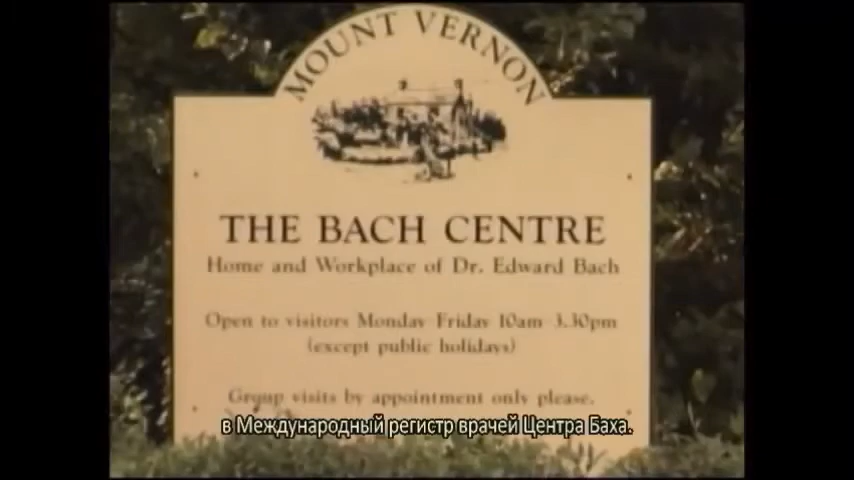 MOUNT VERNON
THE BACH CENTRE
Home and Workplace of Dr. Edward Bach
Open to visitors Monday-Friday 10am-3.30pm
(except public holidays)
Group visits by appointment only please.
в Международный регистр врачей Центра Баха.